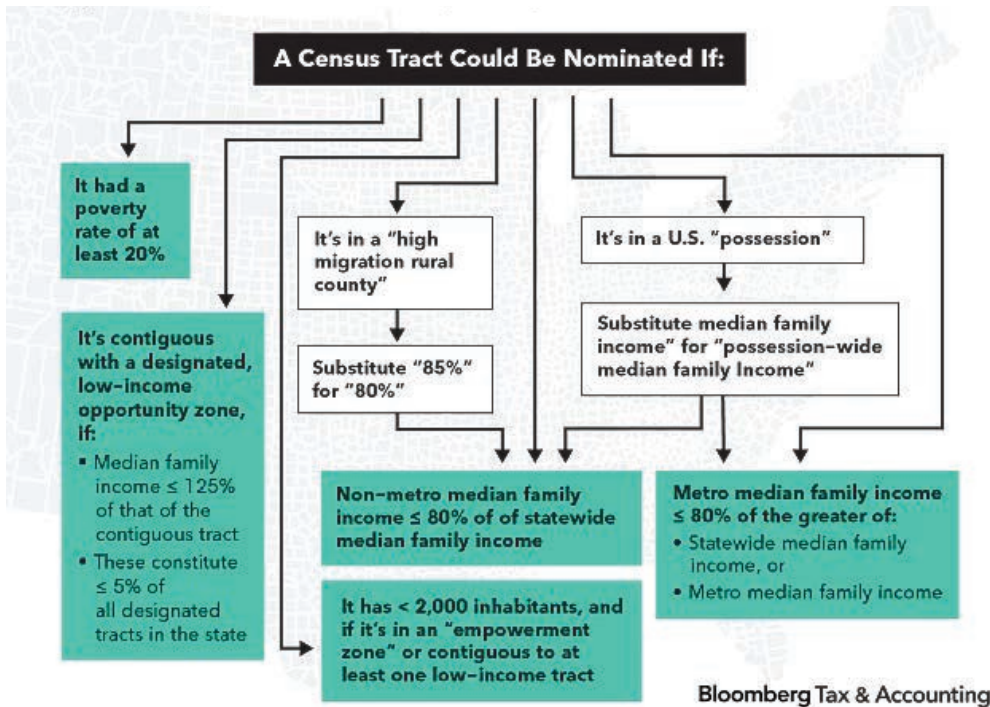 A Census Tract Could Be Nominated If:
It had a
poverty
rate of at
least 20%
It's contiguous
with a designated,
low-income
opportunity zone,
if:
▪ Median family
income ≤ 125%
of that of the
contiguous tract
▪ These constitute
≤ 5% of
all designated
tracts in the state
It's in a "high
migration rural
county"
Substitute "85%"
for "80%"
It's in a U.S. "possession"
Substitute median family
income" for "possession-wide
median family Income"
Non-metro median family
income ≤ 80% of of statewide
median family income
Metro median family income
≤ 80% of the greater of:
• Statewide median family
income, or
• Metro median family income
It has < 2,000 inhabitants, and
if it's in an "empowerment
zone" or contiguous to at
least one low-income tract
Bloomberg Tax & Accounting